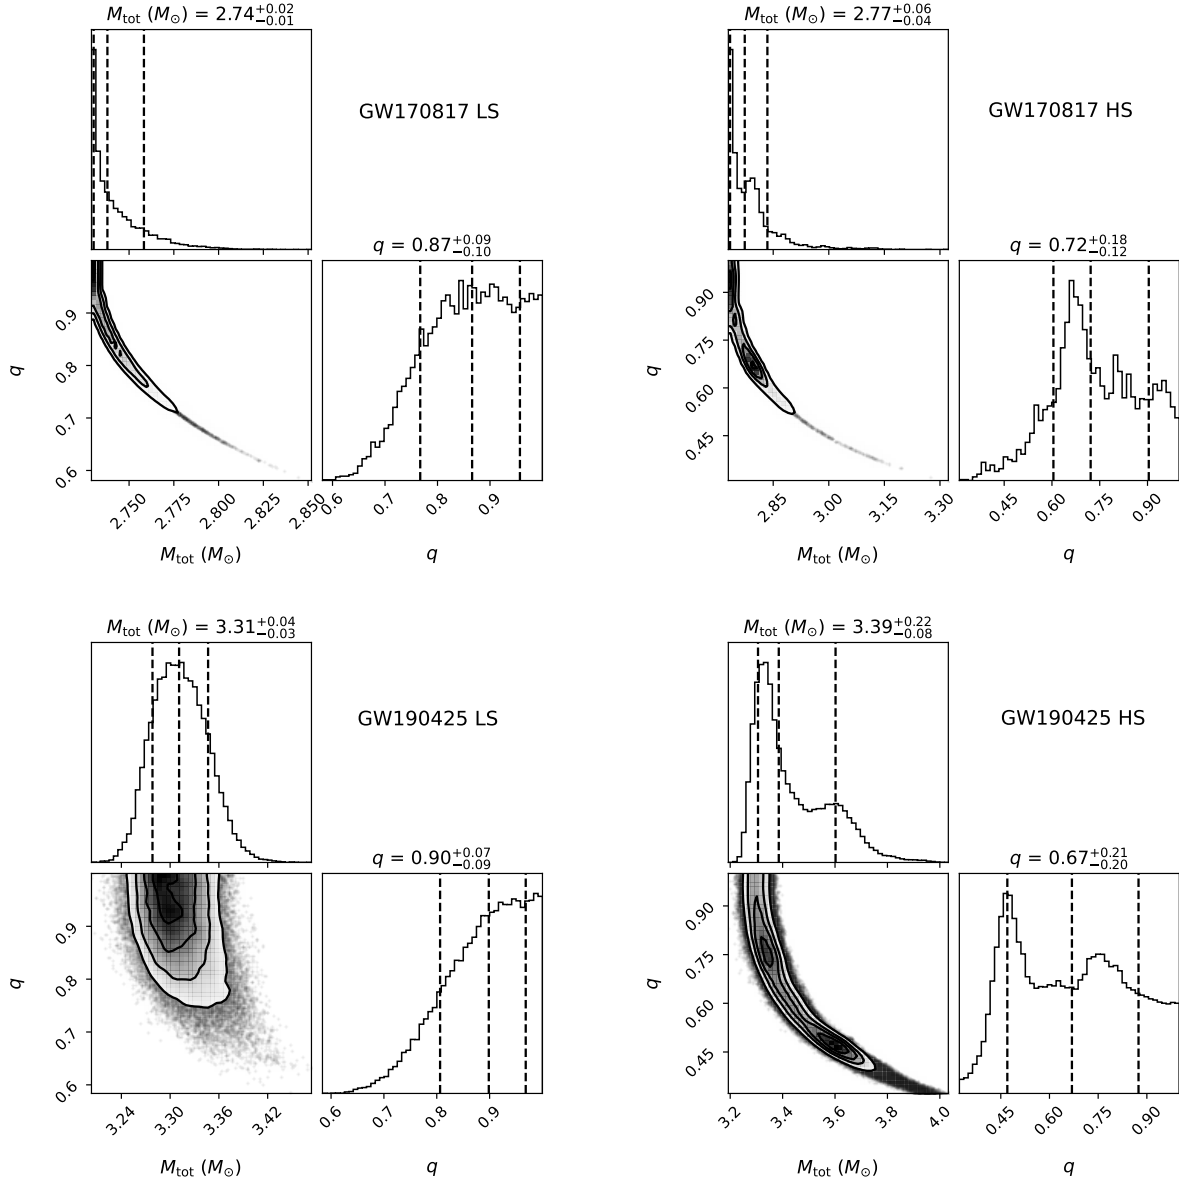 M_tot (M_⊙) = 2.74^{+0.02}_{−0.01}
GW170817 LS
q = 0.87^{+0.09}_{−0.10}
q
0.9
0.8
0.7
0.6
2.750 2.775 2.800 2.825 2.850
M_tot (M_⊙)
0.6 0.7 0.8 0.9
q
M_tot (M_⊙) = 2.77^{+0.06}_{−0.04}
GW170817 HS
q = 0.72^{+0.18}_{−0.12}
q
0.90
0.75
0.60
0.45
2.85 3.00 3.15 3.30
M_tot (M_⊙)
0.45 0.60 0.75 0.90
q
M_tot (M_⊙) = 3.31^{+0.04}_{−0.03}
GW190425 LS
q = 0.90^{+0.07}_{−0.09}
q
0.9
0.8
0.7
0.6
3.24 3.30 3.36 3.42
M_tot (M_⊙)
0.6 0.7 0.8 0.9
q
M_tot (M_⊙) = 3.39^{+0.22}_{−0.08}
GW190425 HS
q = 0.67^{+0.21}_{−0.20}
q
0.90
0.75
0.60
0.45
3.2 3.4 3.6 3.8 4.0
M_tot (M_⊙)
0.45 0.60 0.75 0.90
q